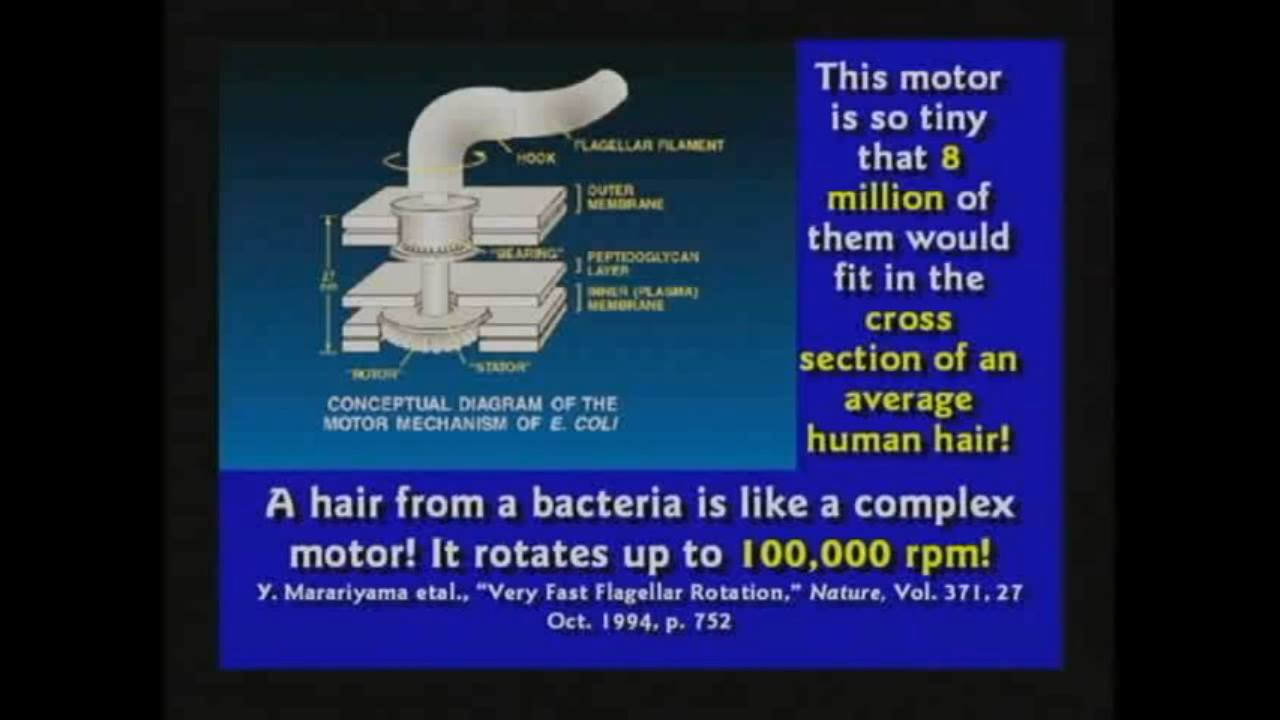 This motor
is so tiny
that 8
million of
them would
fit in the
cross
section of an
average
human hair!
FLAGELLAR FILAMENT
HOOK
OUTER
MEMBRANE
"BEARING"
PEPTIDOGLYCAN
LAYER
INNER (PLASMA)
MEMBRANE
27
nm
"ROTOR"
"STATOR"
CONCEPTUAL DIAGRAM OF THE
MOTOR MECHANISM OF E. COLI
A hair from a bacteria is like a complex
motor! It rotates up to 100,000 rpm!
Y. Marariyama etal., “Very Fast Flagellar Rotation,” Nature, Vol. 371, 27
Oct. 1994, p. 752